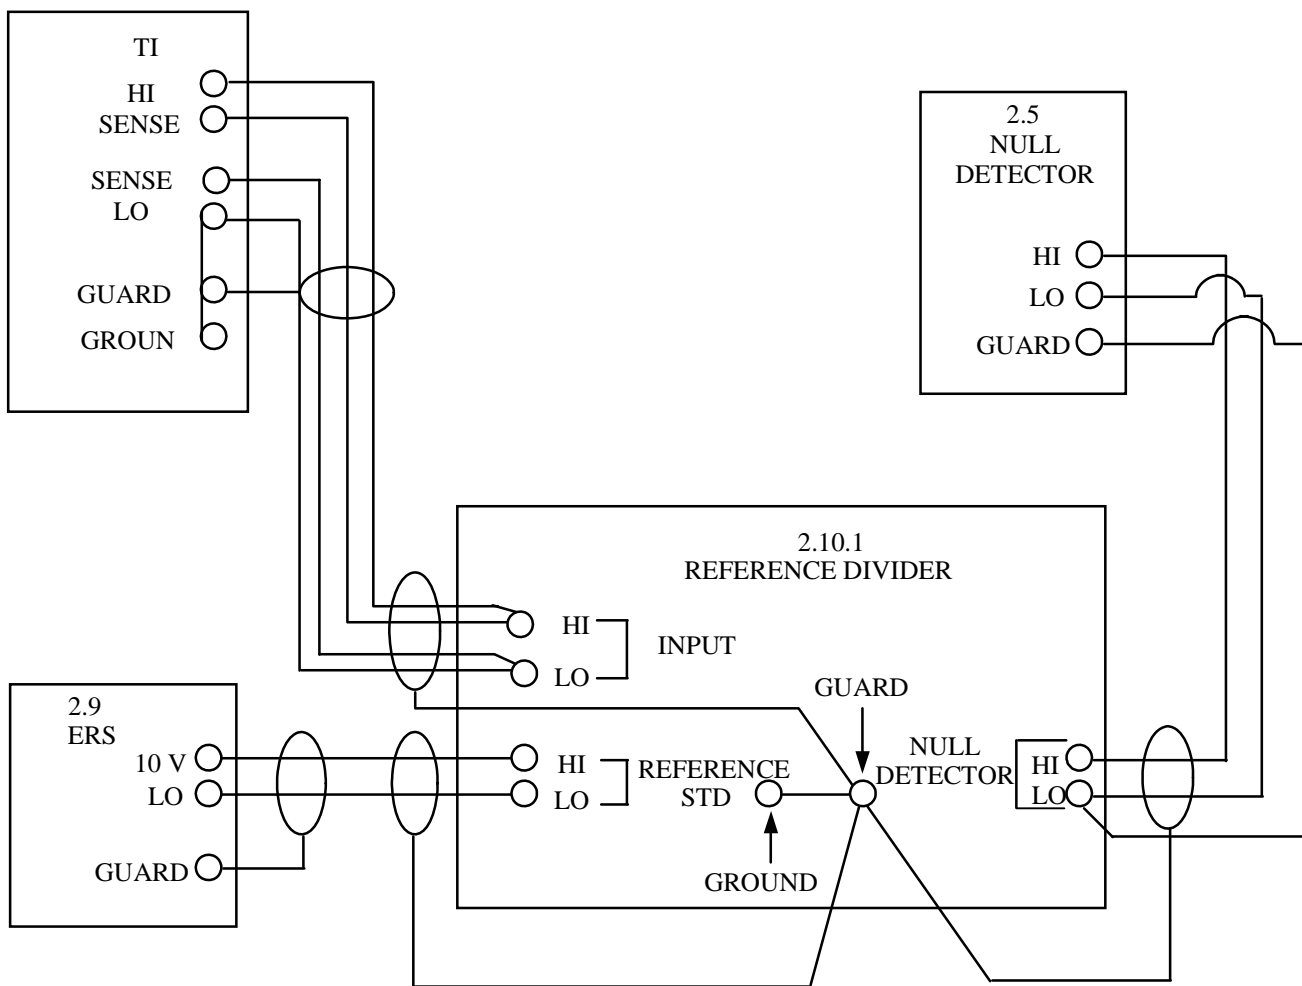 TI
HI
SENSE
SENSE
LO
GUARD
GROUN
2.5
NULL
DETECTOR
HI
LO
GUARD
2.10.1
REFERENCE DIVIDER
HI
INPUT
LO
GUARD
2.9
ERS
10 V
LO
GUARD
HI
LO
REFERENCE
STD
GROUND
NULL
DETECTOR
HI
LO